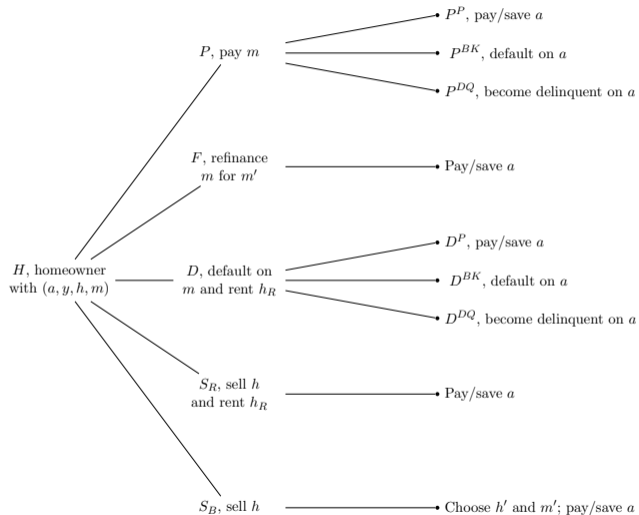 P^P, pay/save a
P, pay m
P^{BK}, default on a
P^{DQ}, become delinquent on a
F, refinance
m for m′
Pay/save a
D^P, pay/save a
H, homeowner
with (a, y, h, m)
D, default on
m and rent h_R
D^{BK}, default on a
D^{DQ}, become delinquent on a
S_R, sell h
and rent h_R
Pay/save a
S_B, sell h
Choose h′ and m′; pay/save a